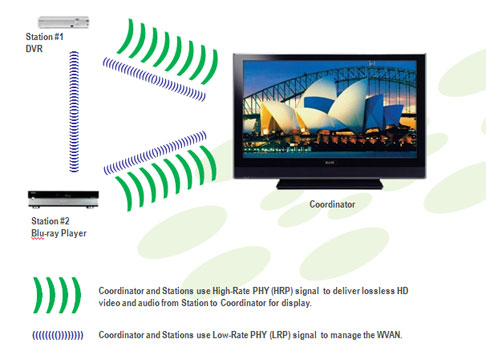 Station #1
DVR
Station #2
Blu-ray Player
Coordinator
Coordinator and Stations use High-Rate PHY (HRP) signal to deliver lossless HD
video and audio from Station to Coordinator for display.
Coordinator and Stations use Low-Rate PHY (LRP) signal to manage the WVAN.